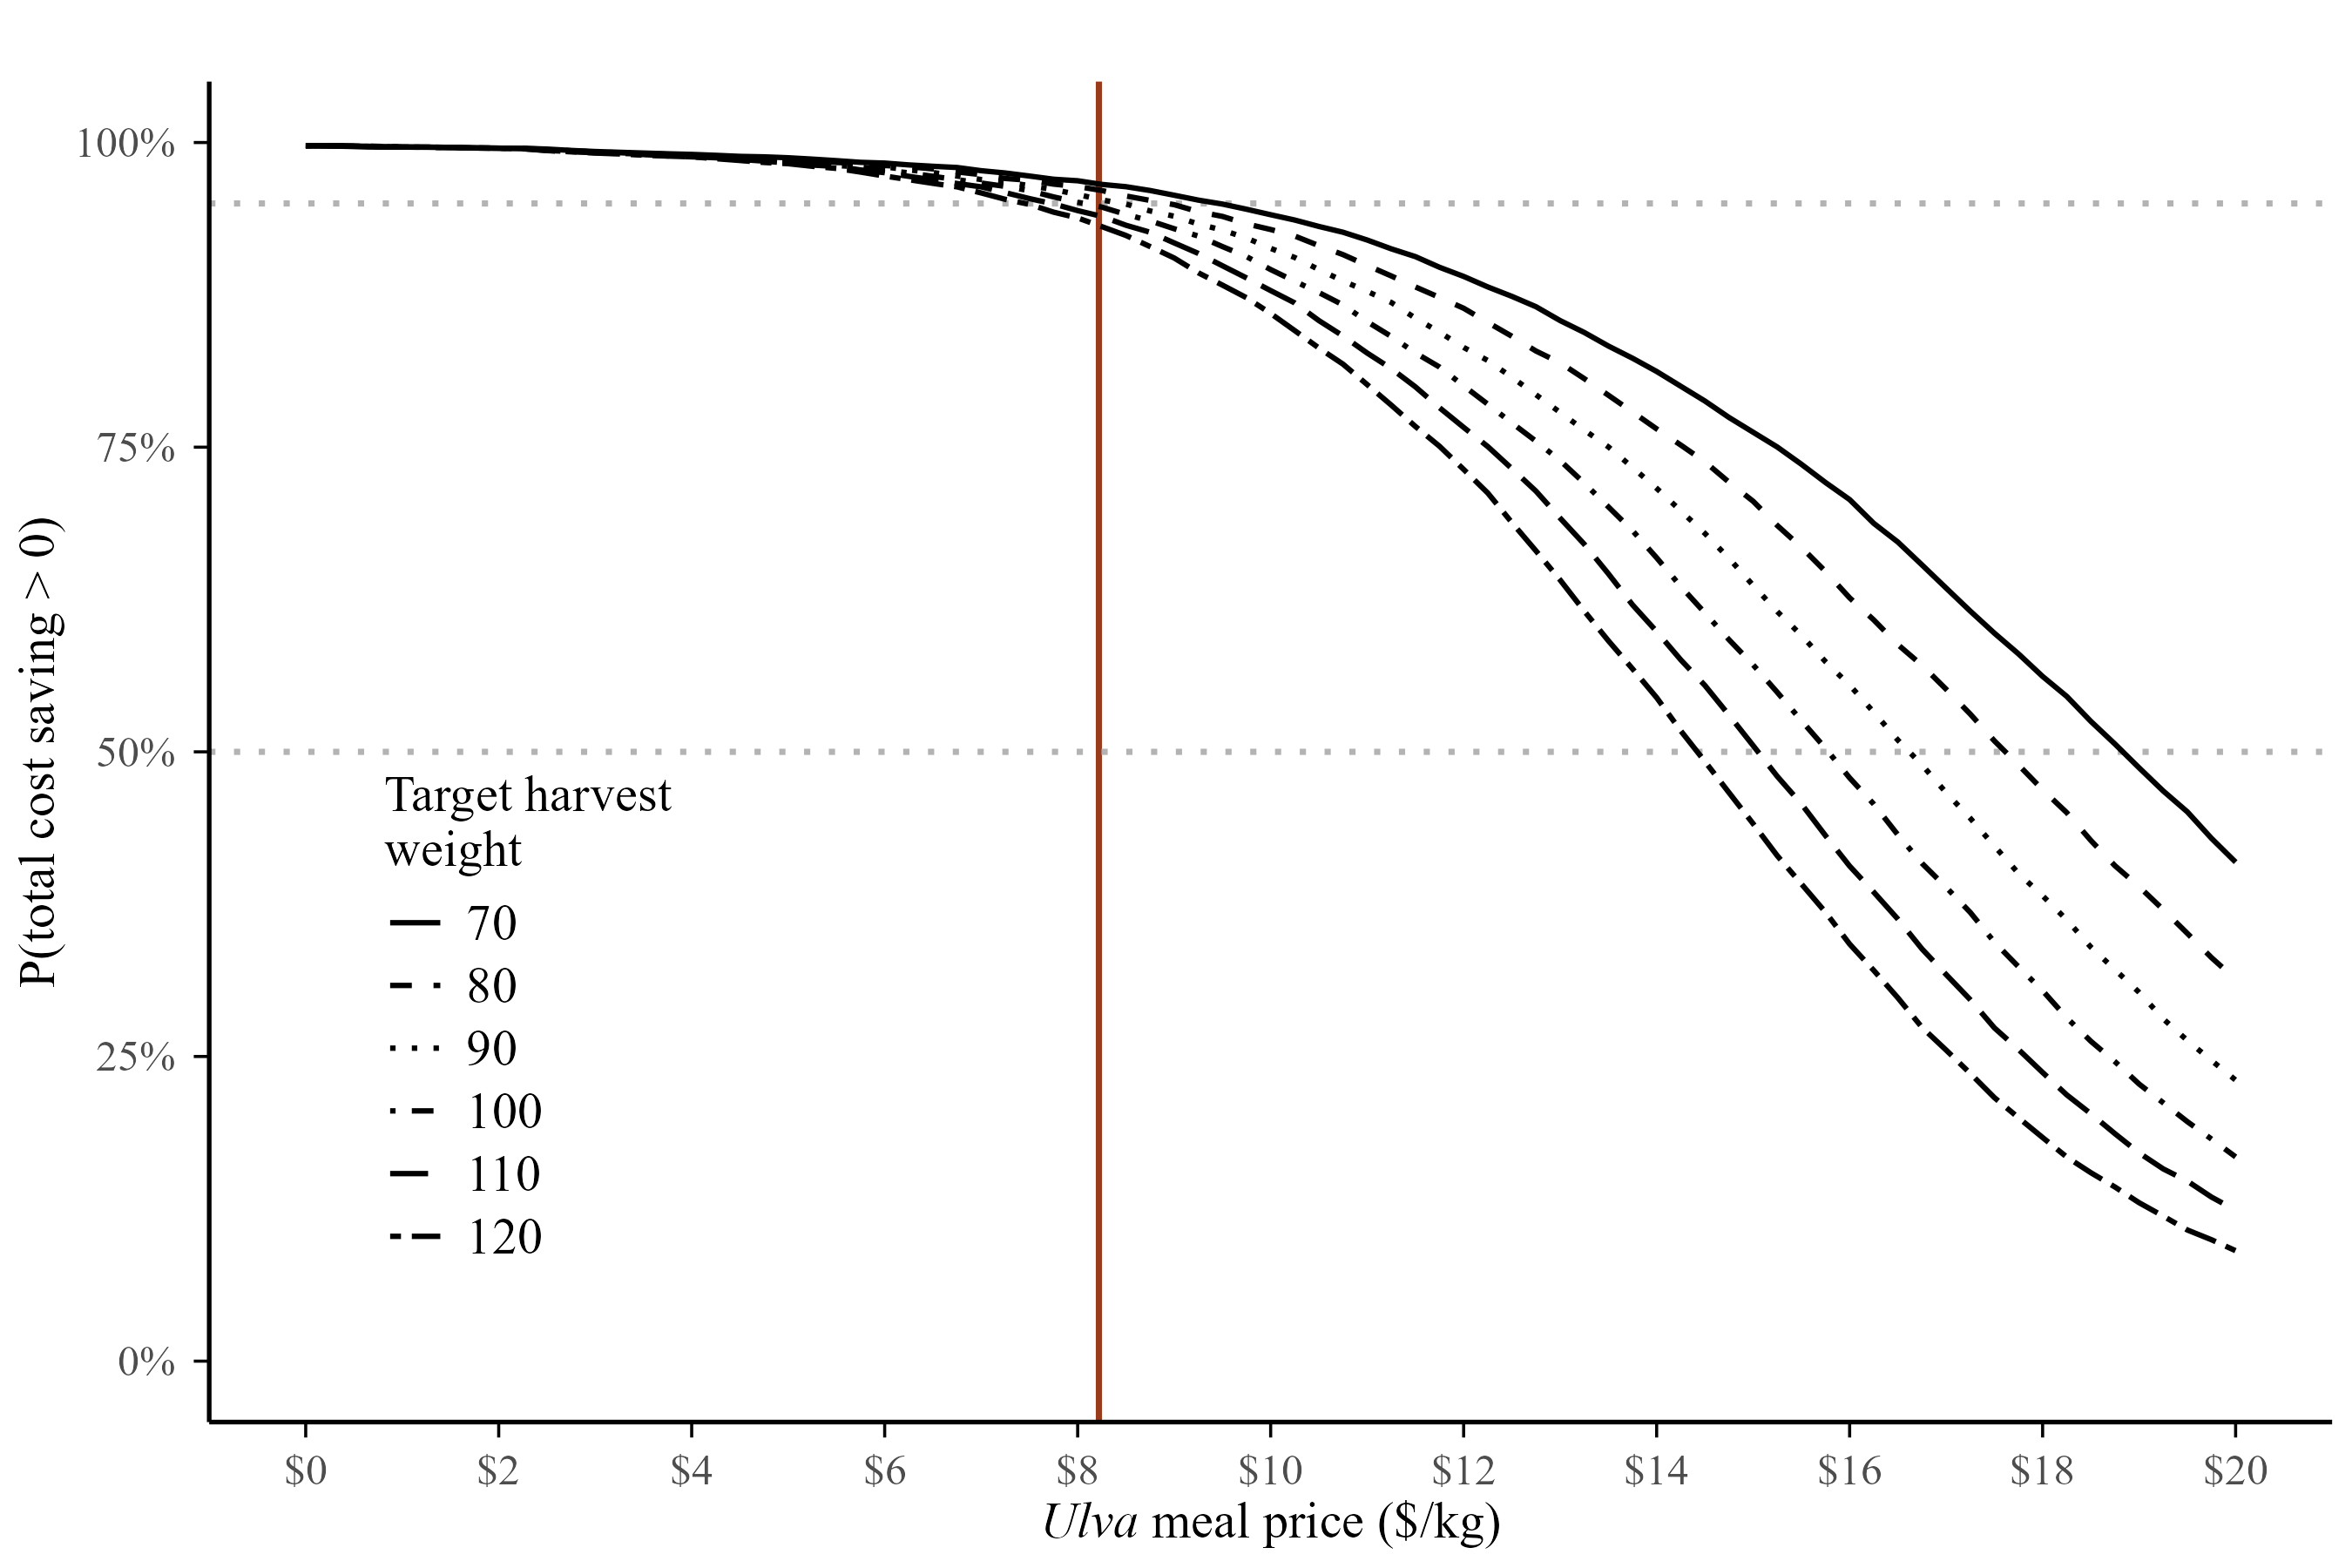 100%
75%
50%
25%
0%
P(total cost saving > 0)
Target harvest
weight
70
80
90
100
110
120
$0 $2 $4 $6 $8 $10 $12 $14 $16 $18 $20
Ulva meal price ($/kg)